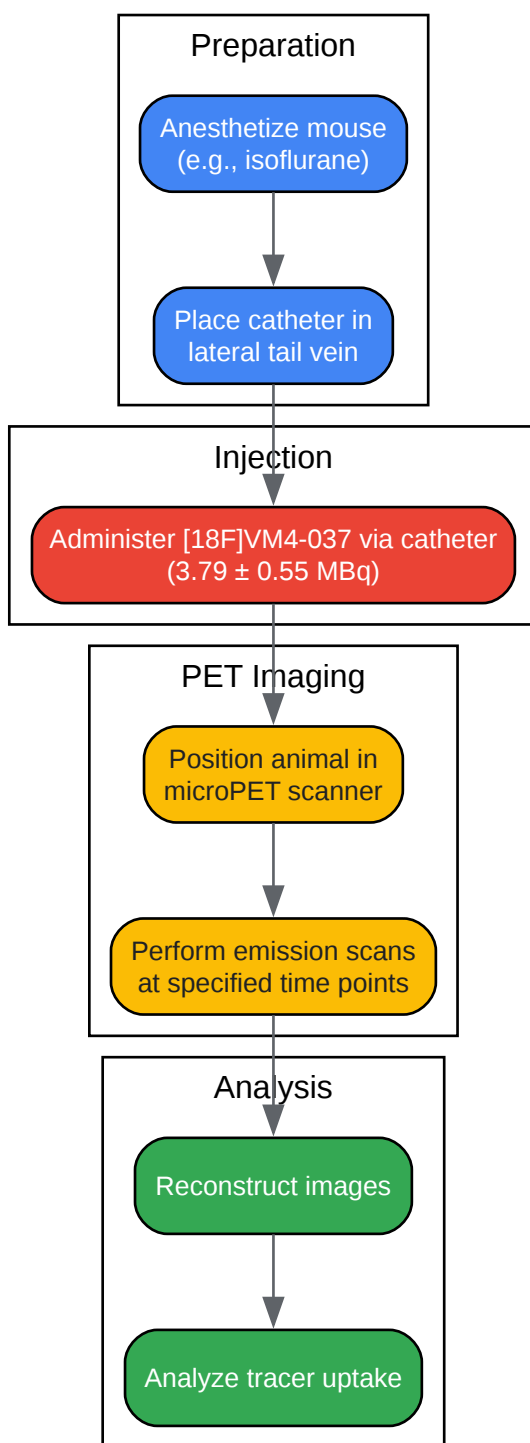 Preparation
Anesthetize mouse
(e.g., isoflurane)
Place catheter in
lateral tail vein
Injection
Administer [18F]VM4-037 via catheter
(3.79 ± 0.55 MBq)
PET Imaging
Position animal in
microPET scanner
Perform emission scans
at specified time points
Analysis
Reconstruct images
Analyze tracer uptake